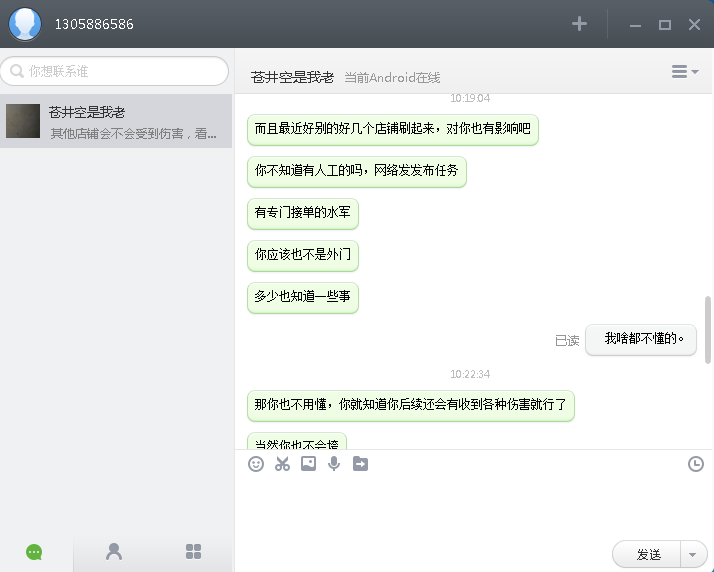 1305886586
你想联系谁
苍井空是我老
其他店铺会不会受到伤害，看...
苍井空是我老 当前Android在线
10:19:04
而且最近好别的好几个店铺刷起来，对你也有影响吧
你不知道有人工的吗，网络发发布任务
有专门接单的水军
你应该也不是外门
多少也知道一些事
已读 我啥都不懂的。
10:22:34
那你也不用懂，你就知道你后续还会有收到各种伤害就行了
当然你也不会垮
发送